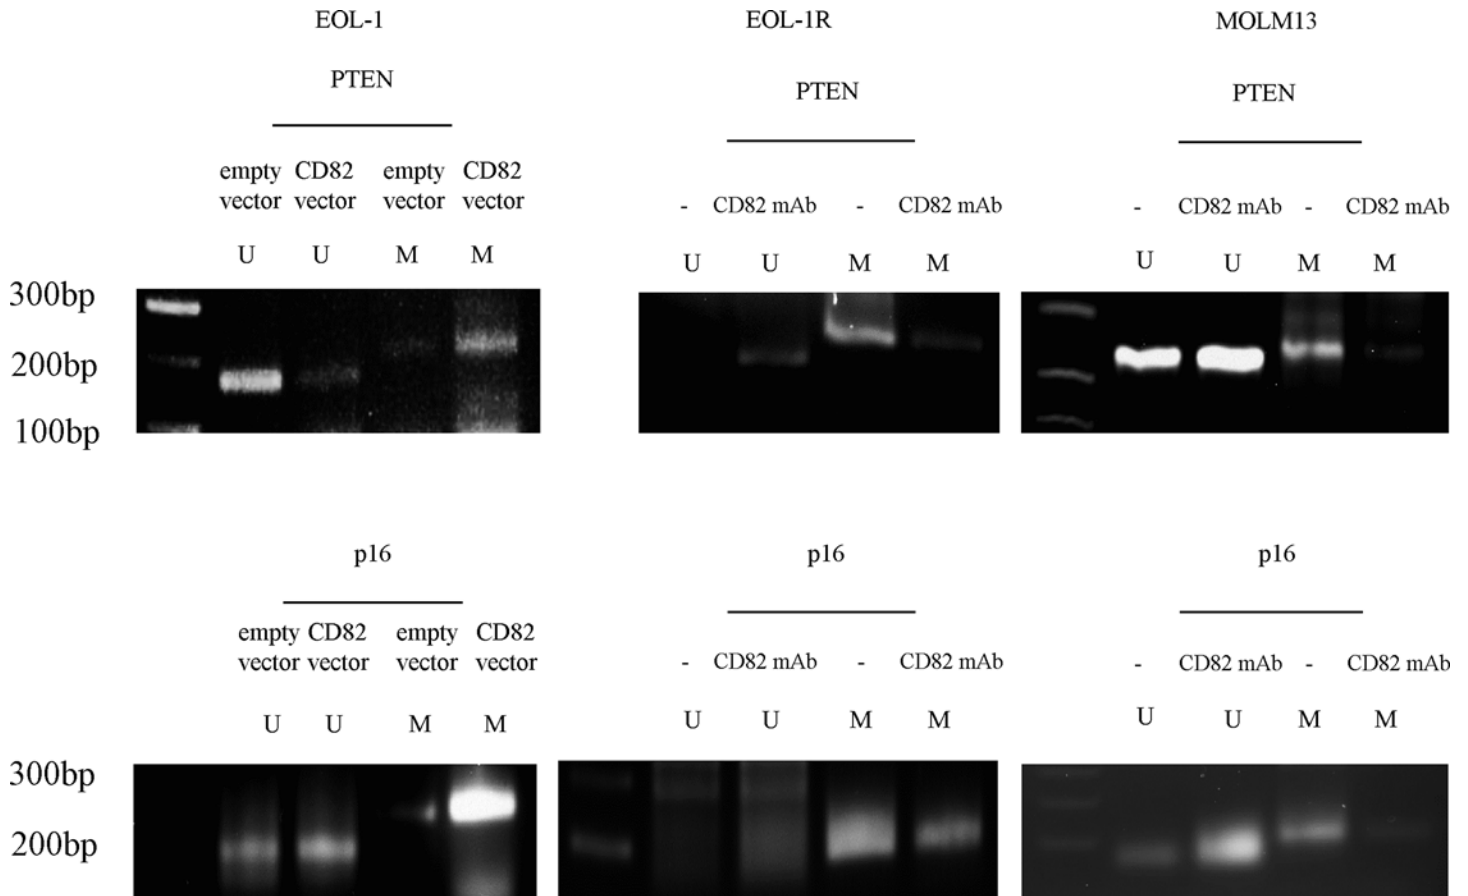 EOL-1 EOL-1R MOLM13
PTEN PTEN PTEN
empty CD82 empty CD82
vector vector vector vector
- CD82 mAb - CD82 mAb - CD82 mAb - CD82 mAb
U U M M U U M M U U M M
300bp
200bp
100bp
p16 p16 p16
empty CD82 empty CD82
vector vector vector vector
- CD82 mAb - CD82 mAb - CD82 mAb - CD82 mAb
U U M M U U M M U U M M
300bp
200bp